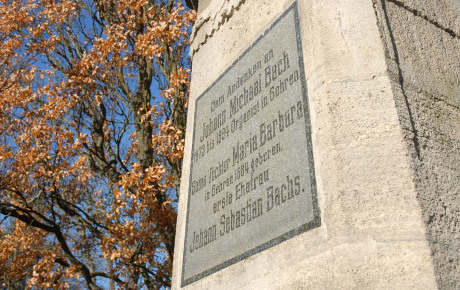 Dem Andenken an
Johann Michael Bach
1673 bis 1694 Organist in Gehren.
Seine Tochter Maria Barbara
in Gehren 1684 geboren,
erste Ehefrau
Johann Sebastian Bachs.